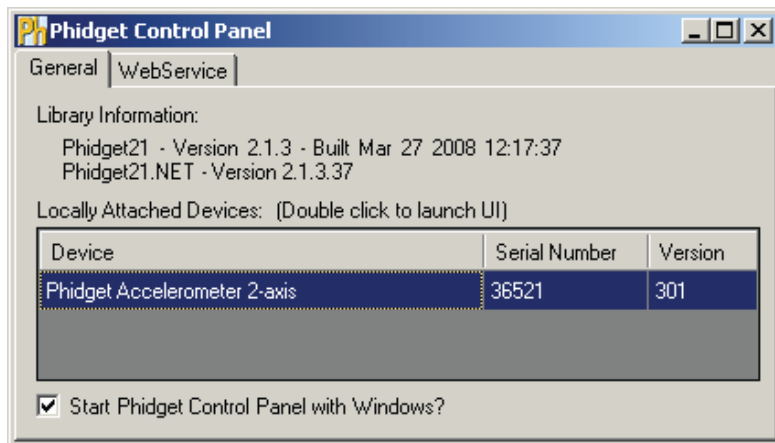 Ph Phidget Control Panel
General WebService
Library Information:
Phidget21 - Version 2.1.3 - Built Mar 27 2008 12:17:37
Phidget21.NET - Version 2.1.3.37
Locally Attached Devices: (Double click to launch UI)
Device Serial Number Version
Phidget Accelerometer 2-axis 36521 301
Start Phidget Control Panel with Windows?